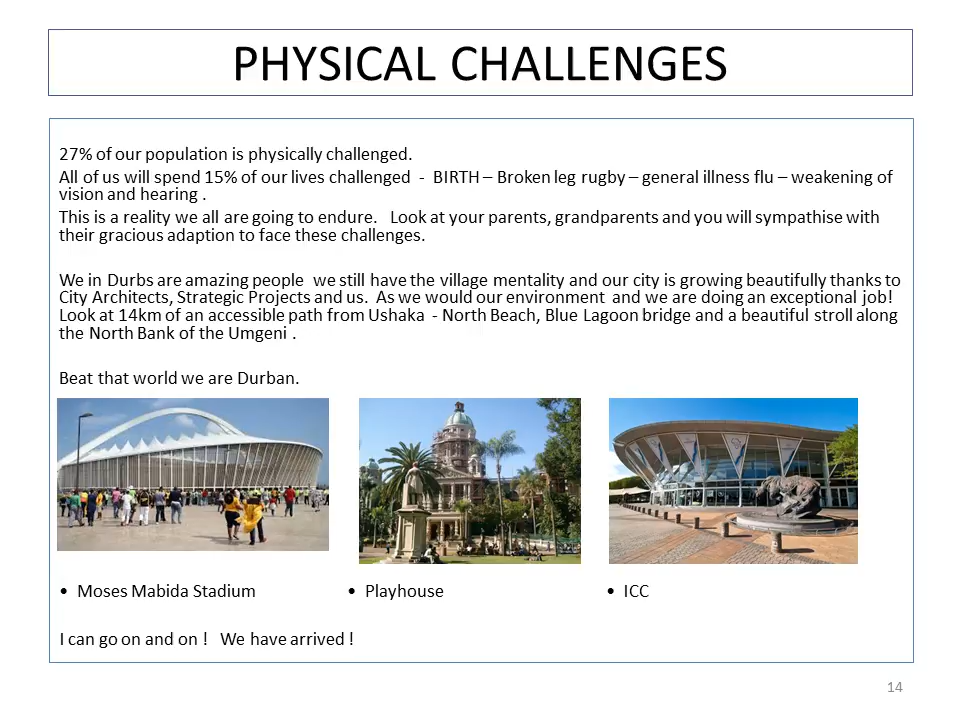 PHYSICAL CHALLENGES
27% of our population is physically challenged.
All of us will spend 15% of our lives challenged  -  BIRTH – Broken leg rugby – general illness flu – weakening of
vision and hearing .
This is a reality we all are going to endure.   Look at your parents, grandparents and you will sympathise with
their gracious adaption to face these challenges.
We in Durbs are amazing people  we still have the village mentality and our city is growing beautifully thanks to
City Architects, Strategic Projects and us.  As we would our environment  and we are doing an exceptional job!
Look at 14km of an accessible path from Ushaka  - North Beach, Blue Lagoon bridge and a beautiful stroll along
the North Bank of the Umgeni .
Beat that world we are Durban.
• Moses Mabida Stadium
• Playhouse
• ICC
I can go on and on !   We have arrived !
14